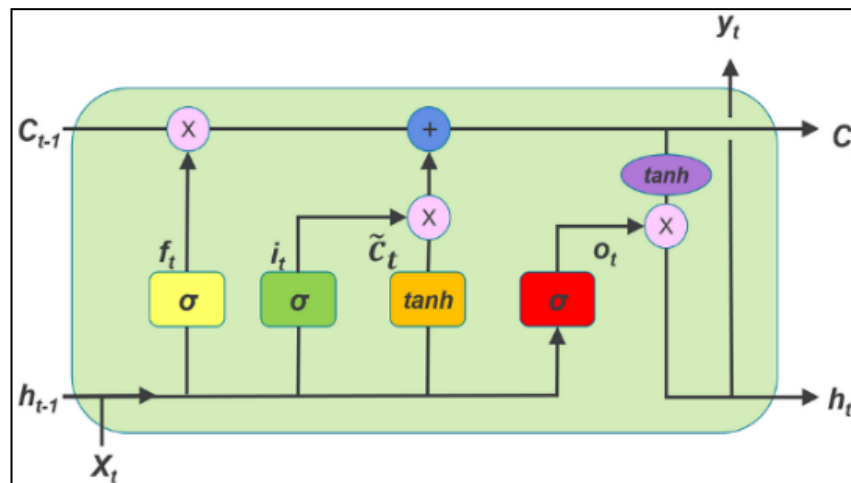 y_t
C_{t-1}
X
+
C
tanh
X
X
f_t
i_t
c̃_t
o_t
σ
σ
tanh
σ
h_{t-1}
h_t
X_t